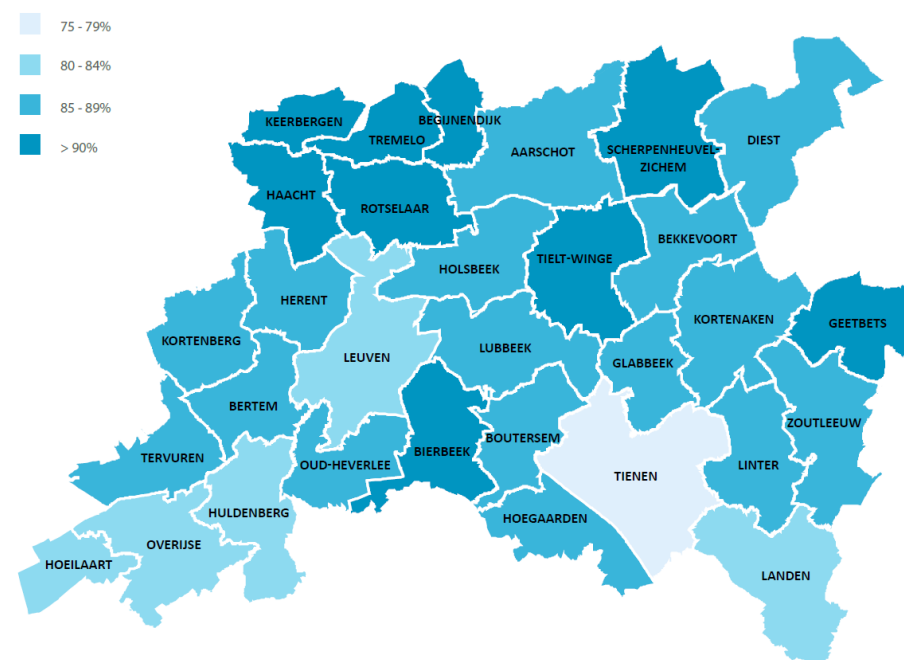 75 - 79%
80 - 84%
85 - 89%
> 90%
KEERBERGEN
TREMELO
BEGIJNENDIJK
AARSCHOT
SCHERPENHEUVEL-
ZICHEM
DIEST
HAACHT
ROTSELAAR
BEKKEVOORT
HOLSBEEK
TIELT-WINGE
HERENT
KORTENAKEN
GEETBETS
KORTENBERG
LEUVEN
LUBBEEK
GLABBEEK
BERTEM
ZOUTLEEUW
TERVUREN
OUD-HEVERLEE
BIERBEEK
BOUTERSEM
LINTER
TIENEN
HULDENBERG
HOEGAARDEN
OVERIJSE
HOEILAART
LANDEN